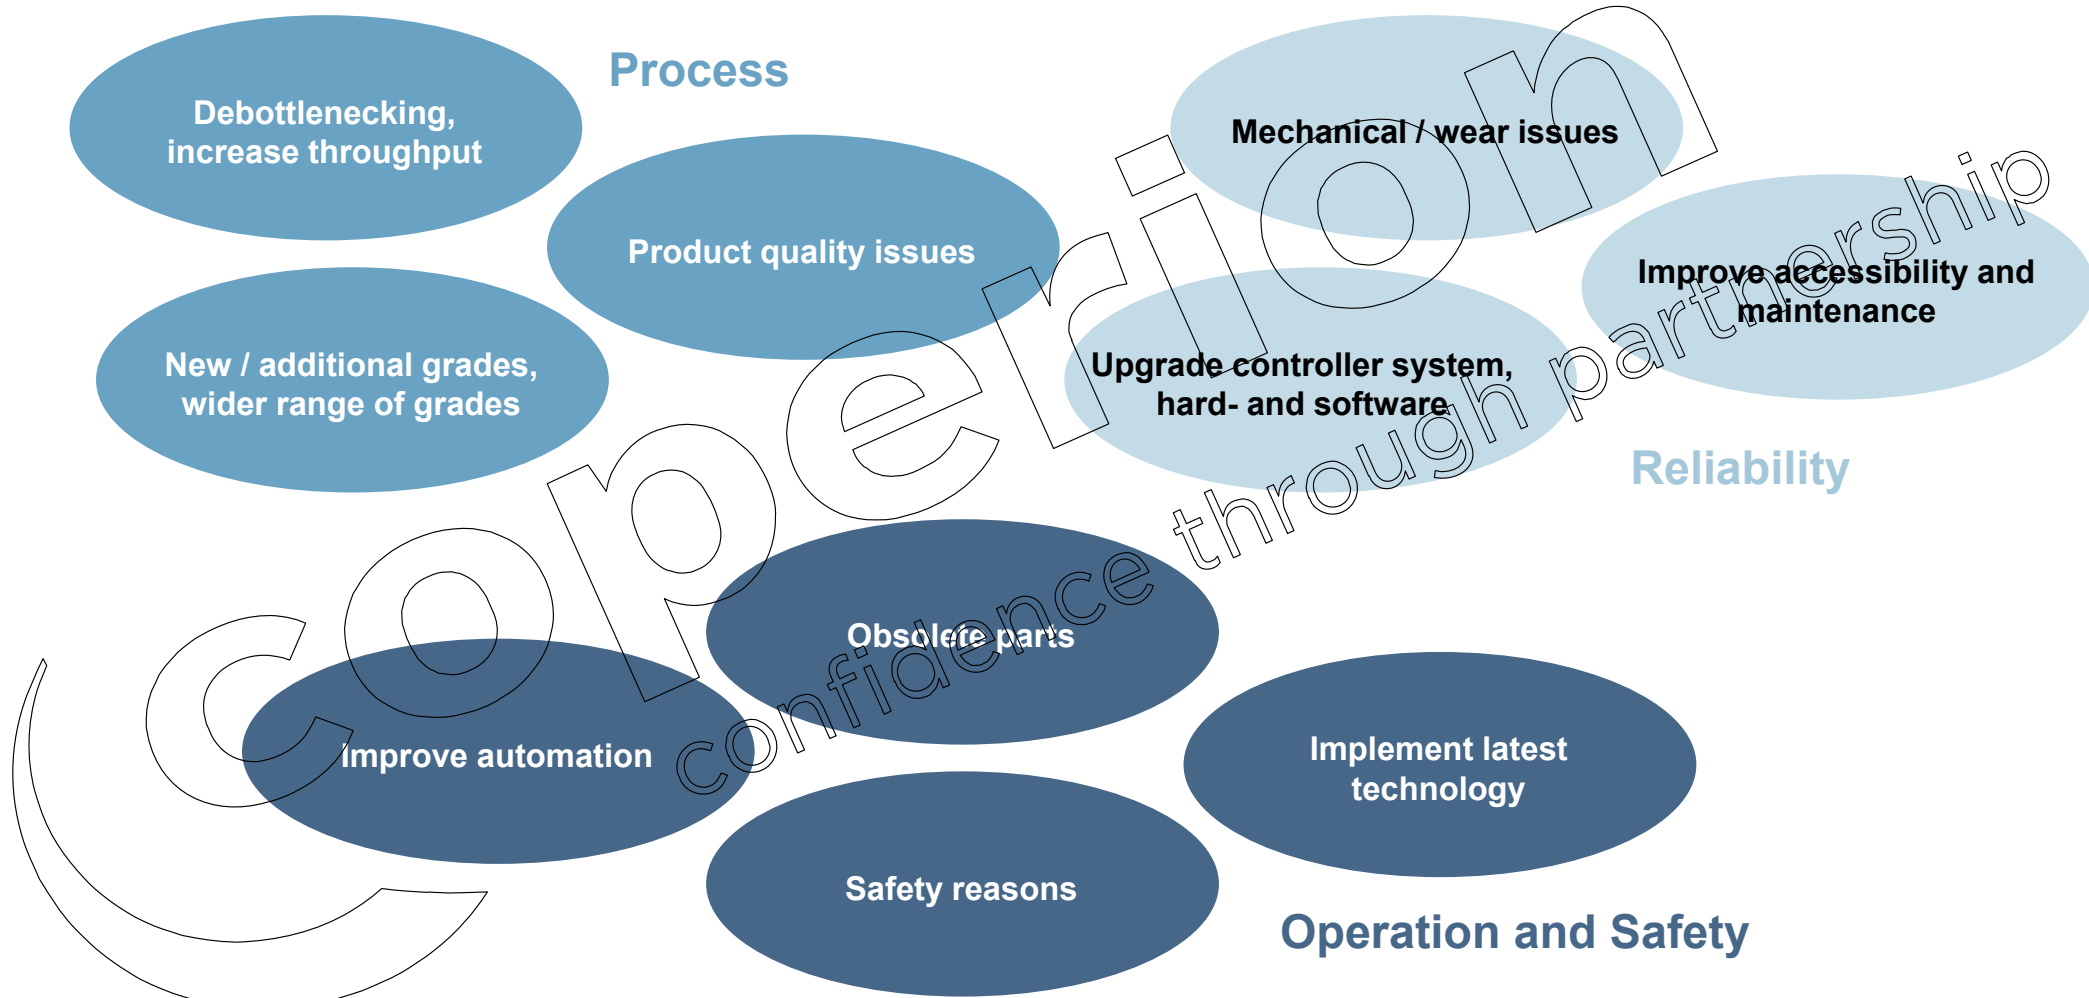 Process
Debottlenecking,
increase throughput
Product quality issues
New / additional grades,
wider range of grades
Mechanical / wear issues
Improve accessibility and
maintenance
Upgrade controller system,
hard- and software
Reliability
Obsolete parts
Improve automation
Implement latest
technology
Safety reasons
Operation and Safety
coperion
confidence through partnership